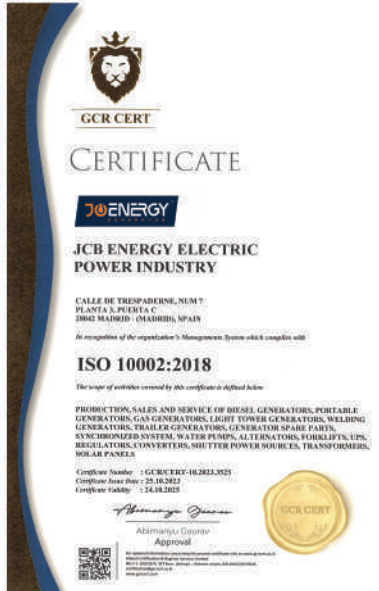 GCR CERT
CERTIFICATE
JCBENERGY
JCB ENERGY ELECTRIC
POWER INDUSTRY
CALLE DE TRESPADERNE, NUM 7
PLANTA 3, PUERTA C
28042 MADRID - (MADRID), SPAIN
In recognition of the organization's Managements System which complies with
ISO 10002:2018
The scope of activities covered by this certificate is defined below
PRODUCTION, SALES AND SERVICE OF DIESEL GENERATORS, PORTABLE
GENERATORS, GAS GENERATORS, LIGHT TOWER GENERATORS, WELDING
GENERATORS, TRAILER GENERATORS, GENERATOR SPARE PARTS,
SYNCHRONIZED SYSTEM, WATER PUMPS, ALTERNATORS, FORKLIFTS, UPS,
REGULATORS, CONVERTERS, SHUTTER POWER SOURCES, TRANSFORMERS,
SOLAR PANELS
Certificate Number : GCR/CERT-10.2023.3525
Certificate Issue Date : 25.10.2023
Certificate Validity : 24.10.2025
Abimanyu Gaurav
Abimanyu Gaurav
Approval
GCR CERT